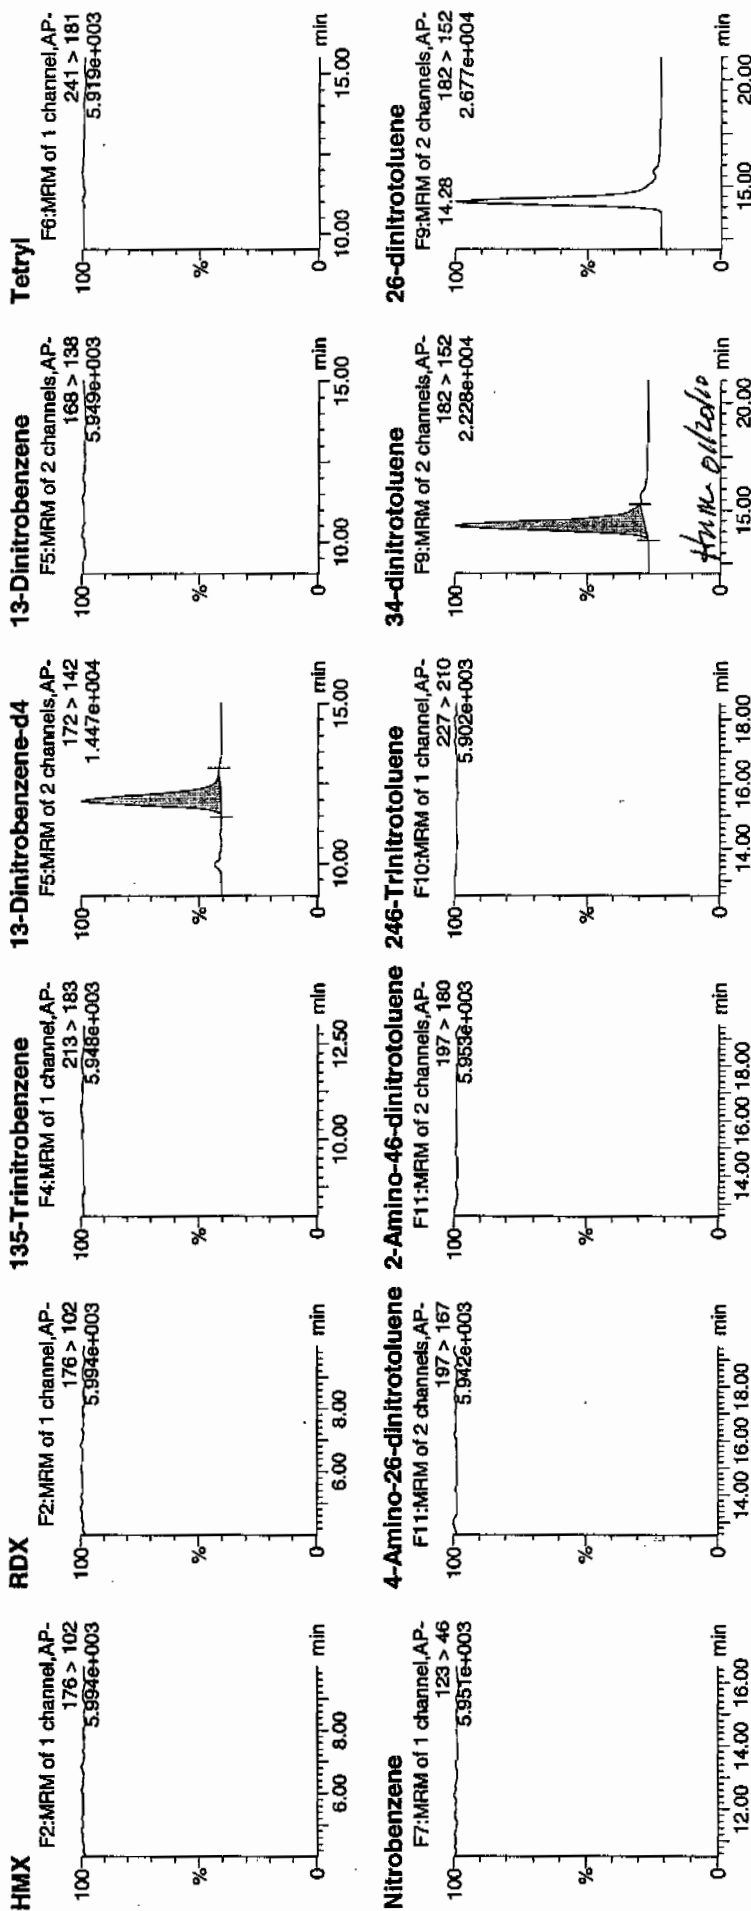 HMX
F2:MRM of 1 channel,AP-
176 > 102
5.994e+003
100
%
0
6.00 8.00 min
RDX
F2:MRM of 1 channel,AP-
176 > 102
5.994e+003
100
%
0
6.00 8.00 min
135-Trinitrobenzene
F4:MRM of 1 channel,AP-
213 > 183
5.948e+003
100
%
0
10.00 12.50 min
13-Dinitrobenzene-d4
F5:MRM of 2 channels,AP-
172 > 142
1.447e+004
100
%
0
10.00 15.00 min
13-Dinitrobenzene
F5:MRM of 2 channels,AP-
168 > 138
5.949e+003
100
%
0
10.00 15.00 min
Tetryl
F6:MRM of 1 channel,AP-
241 > 181
5.919e+003
100
%
0
10.00 15.00 min
Nitrobenzene
F7:MRM of 1 channel,AP-
123 > 46
5.951e+003
100
%
0
12.00 14.00 16.00 min
4-Amino-26-dinitrotoluene
F11:MRM of 2 channels,AP-
197 > 167
5.942e+003
100
%
0
14.00 16.00 18.00 min
2-Amino-46-dinitrotoluene
F11:MRM of 2 channels,AP-
197 > 180
5.953e+003
100
%
0
14.00 16.00 18.00 min
246-Trinitrotoluene
F10:MRM of 1 channel,AP-
227 > 210
5.902e+003
100
%
0
14.00 16.00 18.00 min
34-dinitrotoluene
F9:MRM of 2 channels,AP-
182 > 152
2.228e+004
100
%
0
15.00 20.00 min
01/20/10
26-dinitrotoluene
F9:MRM of 2 channels,AP-
182 > 152
2.677e+004
14.28
100
%
0
15.00 20.00 min